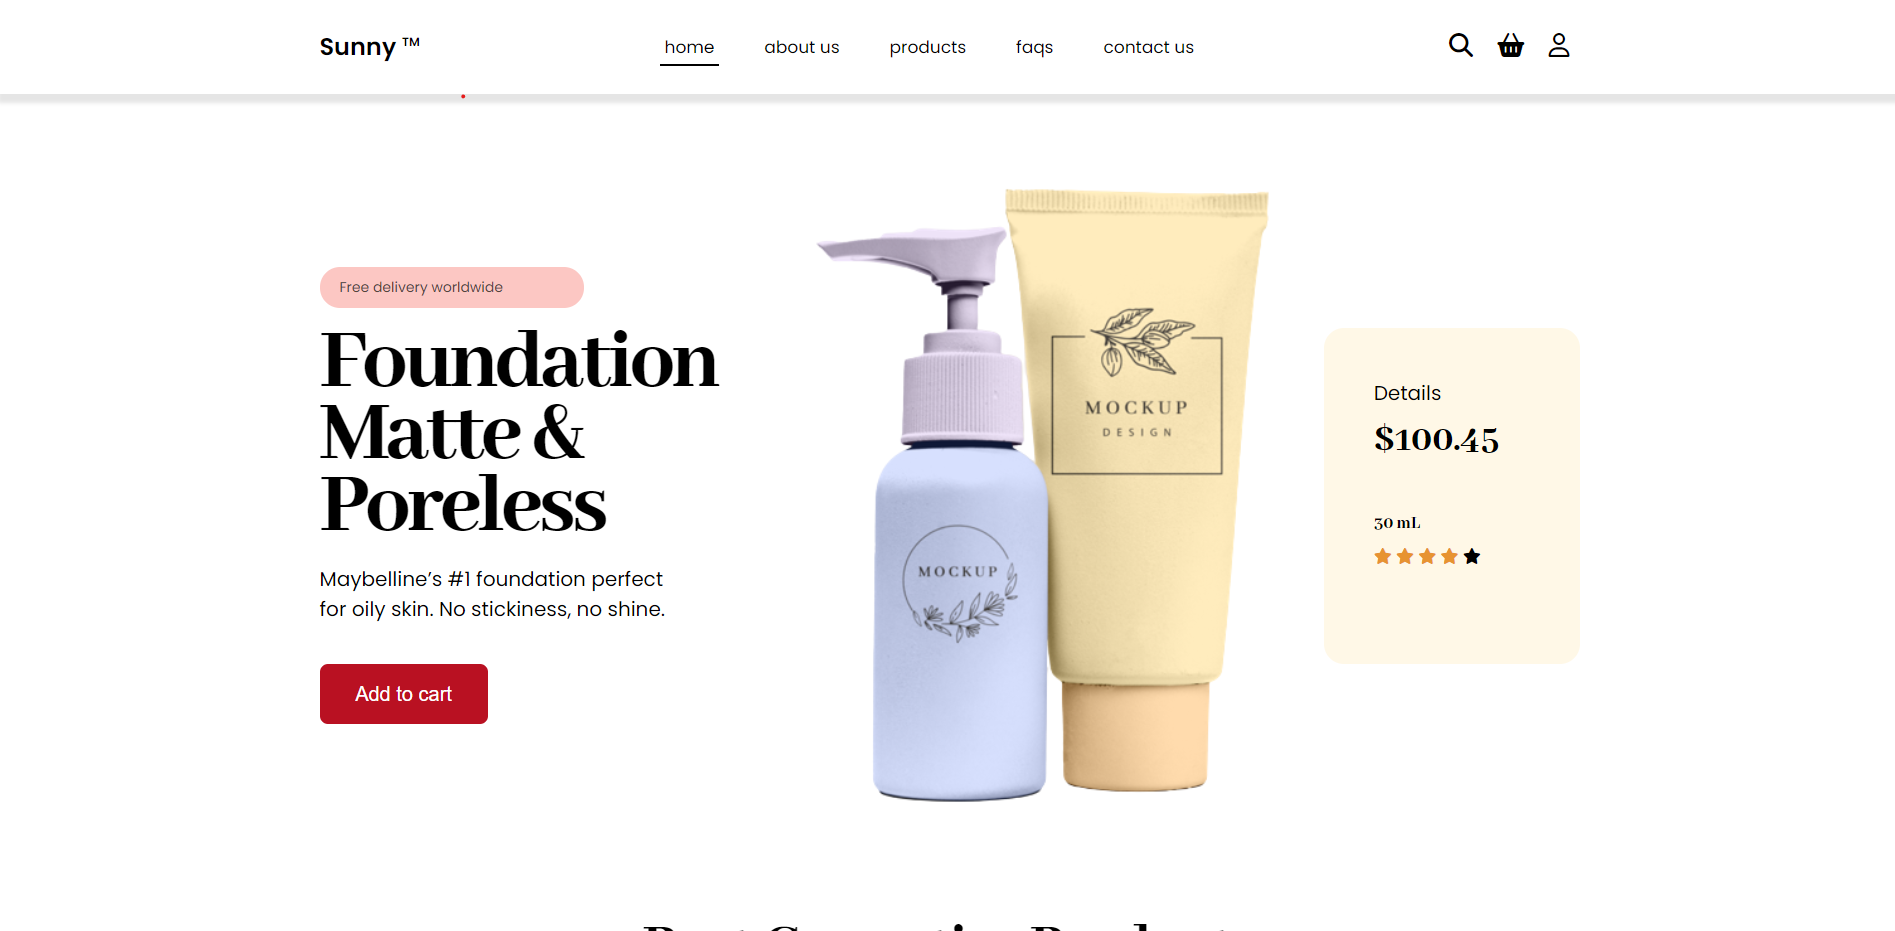 Sunny ™
home
about us
products
faqs
contact us
Free delivery worldwide
Foundation
Matte &
Poreless
Maybelline’s #1 foundation perfect
for oily skin. No stickiness, no shine.
Add to cart
MOCKUP
DESIGN
MOCKUP
Details
$100.45
30 mL